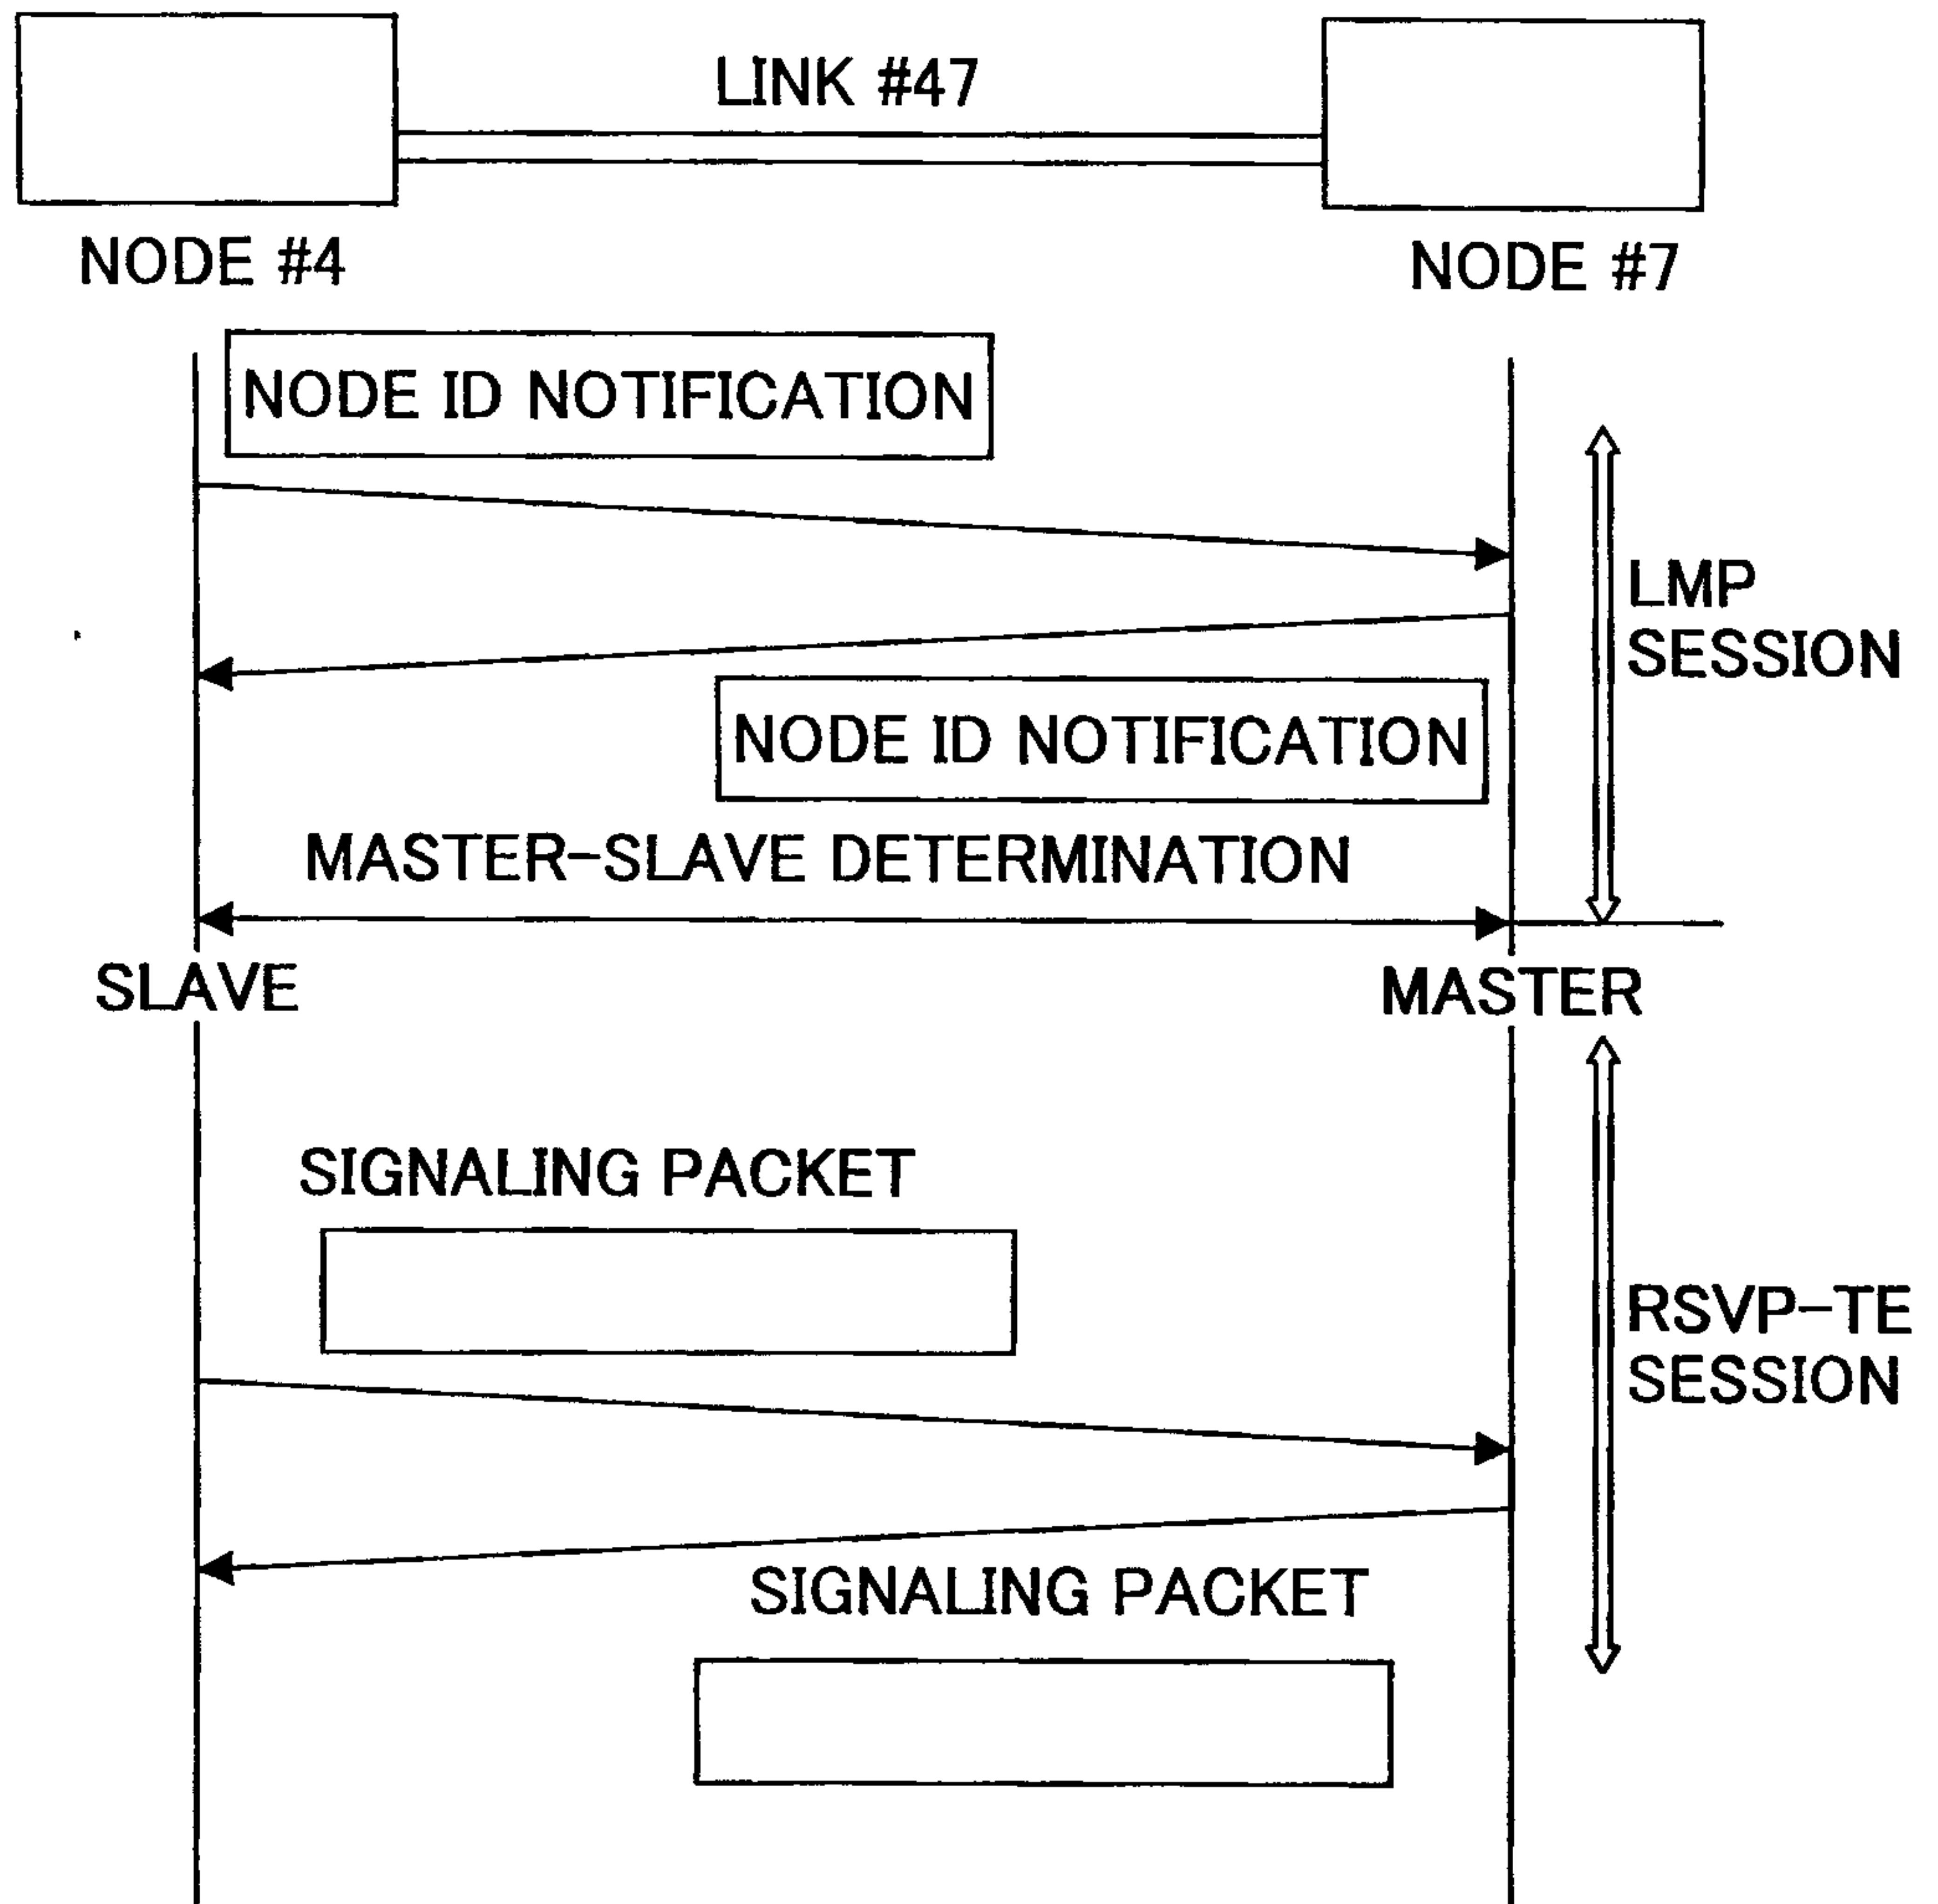 LINK #47
NODE #4
NODE #7
NODE ID NOTIFICATION
LMP
SESSION
NODE ID NOTIFICATION
MASTER-SLAVE DETERMINATION
SLAVE
MASTER
SIGNALING PACKET
RSVP-TE
SESSION
SIGNALING PACKET